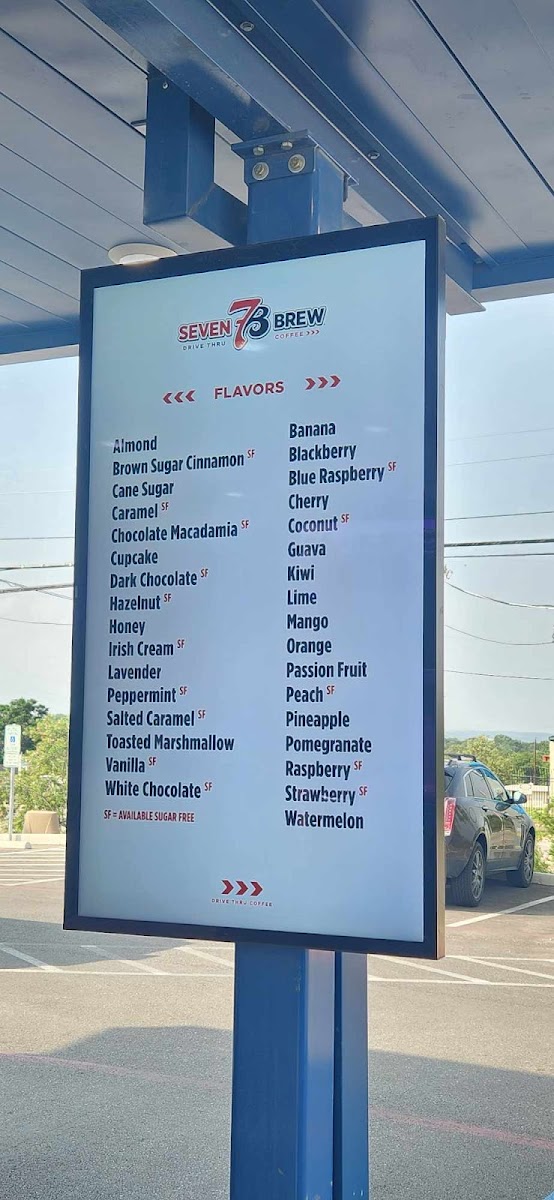 SEVEN 7B BREW
DRIVE THRU COFFEE >>>
<<< FLAVORS >>>
Almond
Brown Sugar Cinnamon SF
Cane Sugar
Caramel SF
Chocolate Macadamia SF
Cupcake
Dark Chocolate SF
Hazelnut SF
Honey
Irish Cream SF
Lavender
Peppermint SF
Salted Caramel SF
Toasted Marshmallow
Vanilla SF
White Chocolate SF
SF = AVAILABLE SUGAR FREE
Banana
Blackberry
Blue Raspberry SF
Cherry
Coconut SF
Guava
Kiwi
Lime
Mango
Orange
Passion Fruit
Peach SF
Pineapple
Pomegranate
Raspberry SF
Strawberry SF
Watermelon
>>>
DRIVE THRU COFFEE